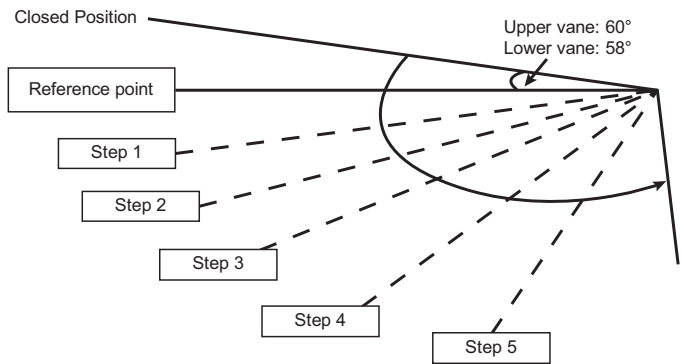 Closed Position
Upper vane: 60°
Lower vane: 58°
Reference point
Step 1
Step 2
Step 3
Step 4
Step 5